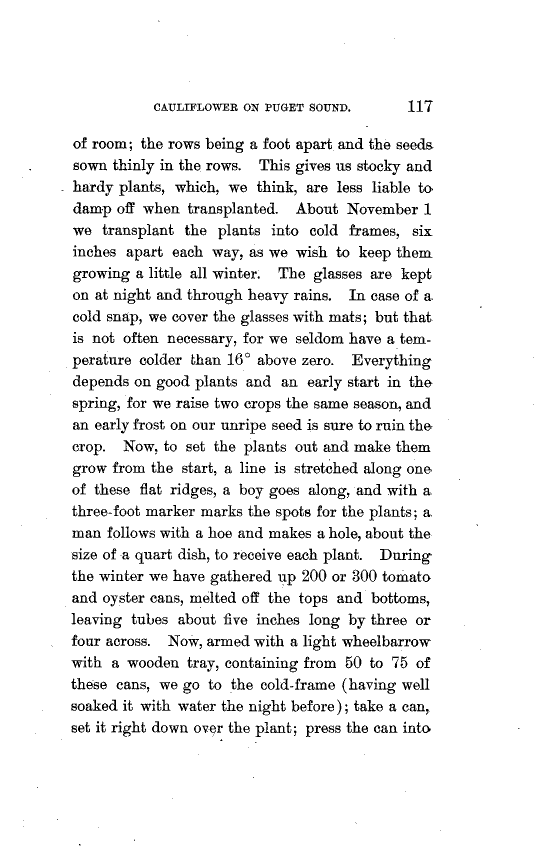 CAULIFLOWER ON PUGET SOUND. 117
of room; the rows being a foot apart and the seeds
sown thinly in the rows. This gives us stocky and
hardy plants, which, we think, are less liable to
damp off when transplanted. About November 1
we transplant the plants into cold frames, six
inches apart each way, as we wish to keep them
growing a little all winter. The glasses are kept
on at night and through heavy rains. In case of a
cold snap, we cover the glasses with mats; but that
is not often necessary, for we seldom have a tem-
perature colder than 16° above zero. Everything
depends on good plants and an early start in the
spring, for we raise two crops the same season, and
an early frost on our unripe seed is sure to ruin the
crop. Now, to set the plants out and make them
grow from the start, a line is stretched along one
of these flat ridges, a boy goes along, and with a
three-foot marker marks the spots for the plants; a
man follows with a hoe and makes a hole, about the
size of a quart dish, to receive each plant. During
the winter we have gathered up 200 or 300 tomato
and oyster cans, melted off the tops and bottoms,
leaving tubes about five inches long by three or
four across. Now, armed with a light wheelbarrow
with a wooden tray, containing from 50 to 75 of
these cans, we go to the cold-frame (having well
soaked it with water the night before); take a can,
set it right down over the plant; press the can into